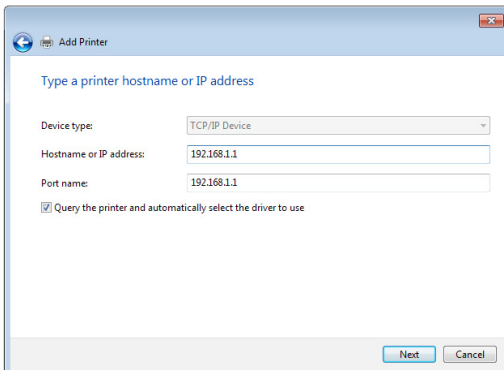 Add Printer
Type a printer hostname or IP address
Device type: TCP/IP Device
Hostname or IP address: 192.168.1.1
Port name: 192.168.1.1
Query the printer and automatically select the driver to use
Next Cancel